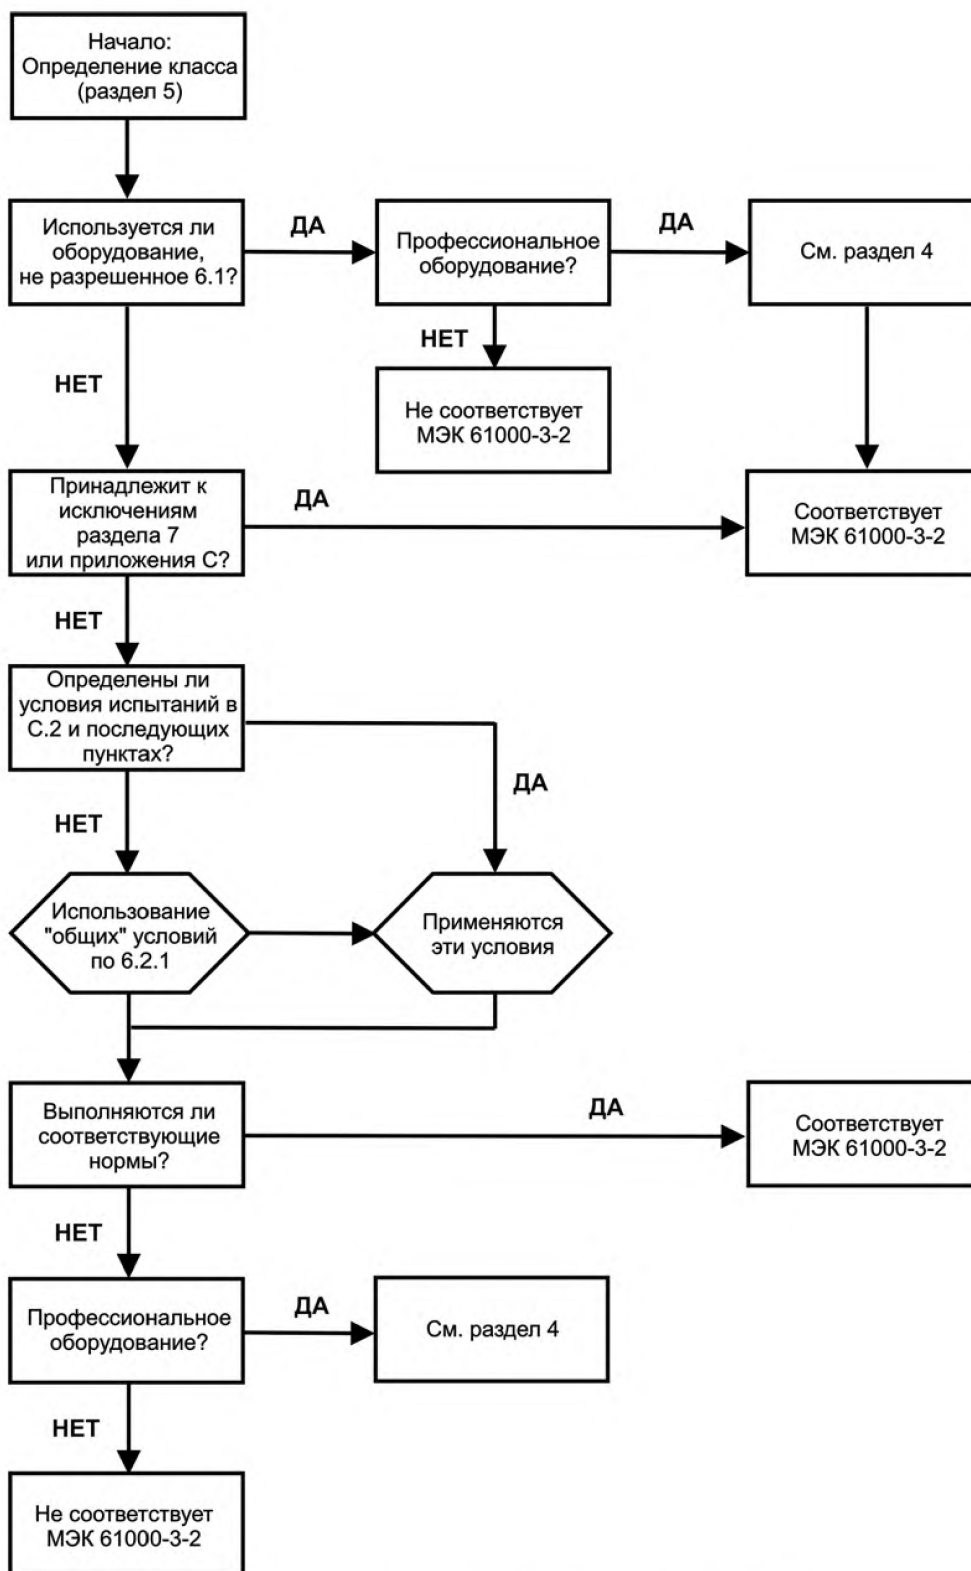 Начало:
Определение класса
(раздел 5)
Используется ли
оборудование,
не разрешенное 6.1?
ДА
Профессиональное
оборудование?
ДА
См. раздел 4
НЕТ
НЕТ
Не соответствует
МЭК 61000-3-2
Принадлежит к
исключениям
раздела 7
или приложения С?
ДА
Соответствует
МЭК 61000-3-2
НЕТ
Определены ли
условия испытаний в
С.2 и последующих
пунктах?
ДА
НЕТ
Использование
"общих" условий
по 6.2.1
Применяются
эти условия
Выполняются ли
соответствующие
нормы?
ДА
Соответствует
МЭК 61000-3-2
НЕТ
Профессиональное
оборудование?
ДА
См. раздел 4
НЕТ
Не соответствует
МЭК 61000-3-2